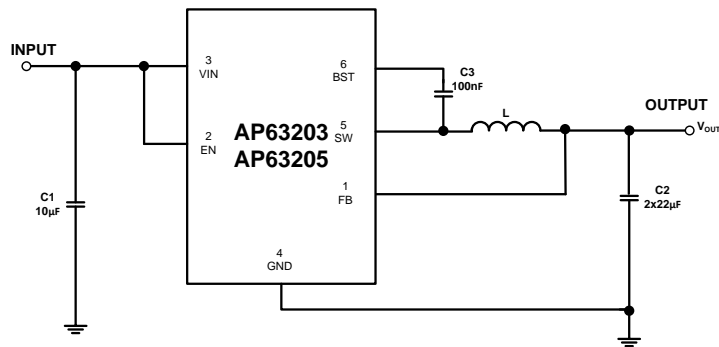 INPUT
3
VIN
2
EN
AP63203
AP63205
6
BST
5
SW
1
FB
4
GND
C3
100nF
L
OUTPUT
VOUT
C1
10µF
C2
2x22µF